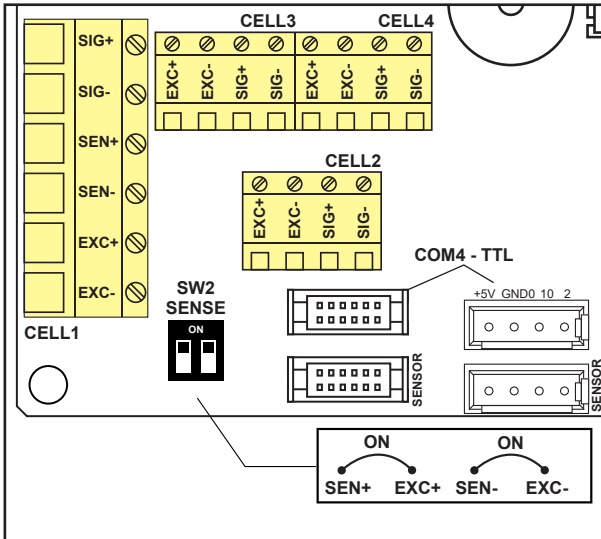 CELL3 CELL4
SIG+
SIG-
SEN+
SEN-
EXC+
EXC-
CELL1
EXC+ EXC- SIG+ SIG- EXC+ EXC- SIG+ SIG-
CELL2
EXC+ EXC- SIG+ SIG-
SW2
SENSE
ON
COM4 - TTL
+5V GND0 10 2
SENSOR
SENSOR
ON ON
SEN+ EXC+ SEN- EXC-